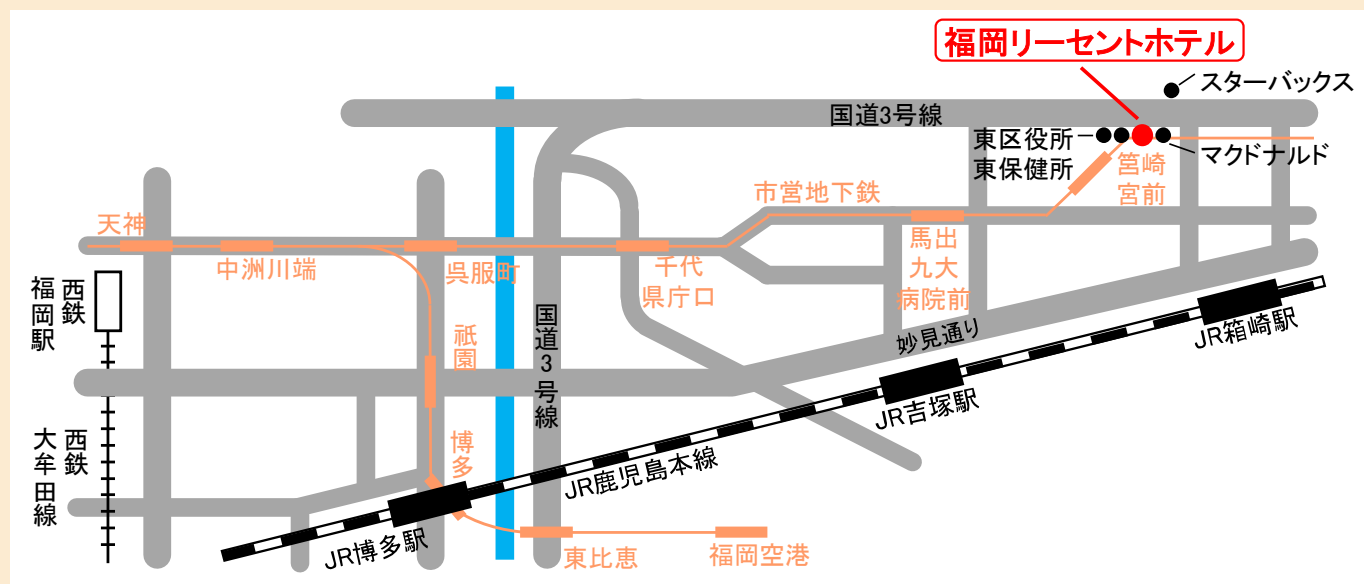 福岡リーセントホテル
スターバックス
国道3号線
東区役所
東保健所
マクドナルド
筥崎
宮前
市営地下鉄
天神
中洲川端
呉服町
千代
県庁口
馬出
九大
病院前
西鉄
福岡駅
国道3号線
祇園
妙見通り
JR箱崎駅
JR吉塚駅
西鉄
大牟田線
博多
JR鹿児島本線
JR博多駅
東比恵
福岡空港